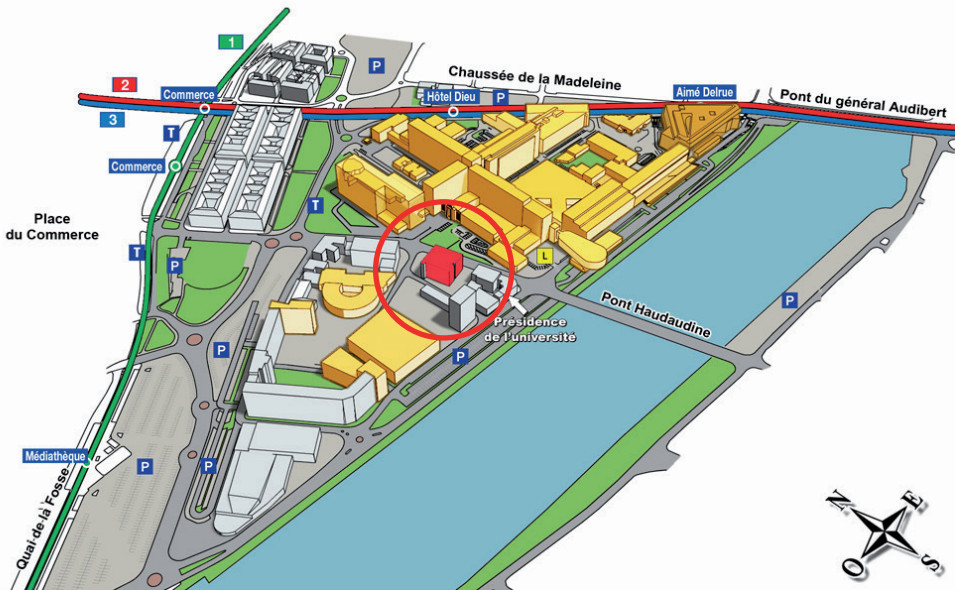 1
P
Chaussée de la Madeleine
2
Commerce
Hôtel Dieu
P
Aimé Delrue
Pont du général Audibert
3
T
Commerce
Place
du Commerce
T
T
P
L
P
Pont Haudaudine
Présidence
de l'université
P
P
Médiathèque
P
P
Quai-de-la Fosse
N
E
O
S